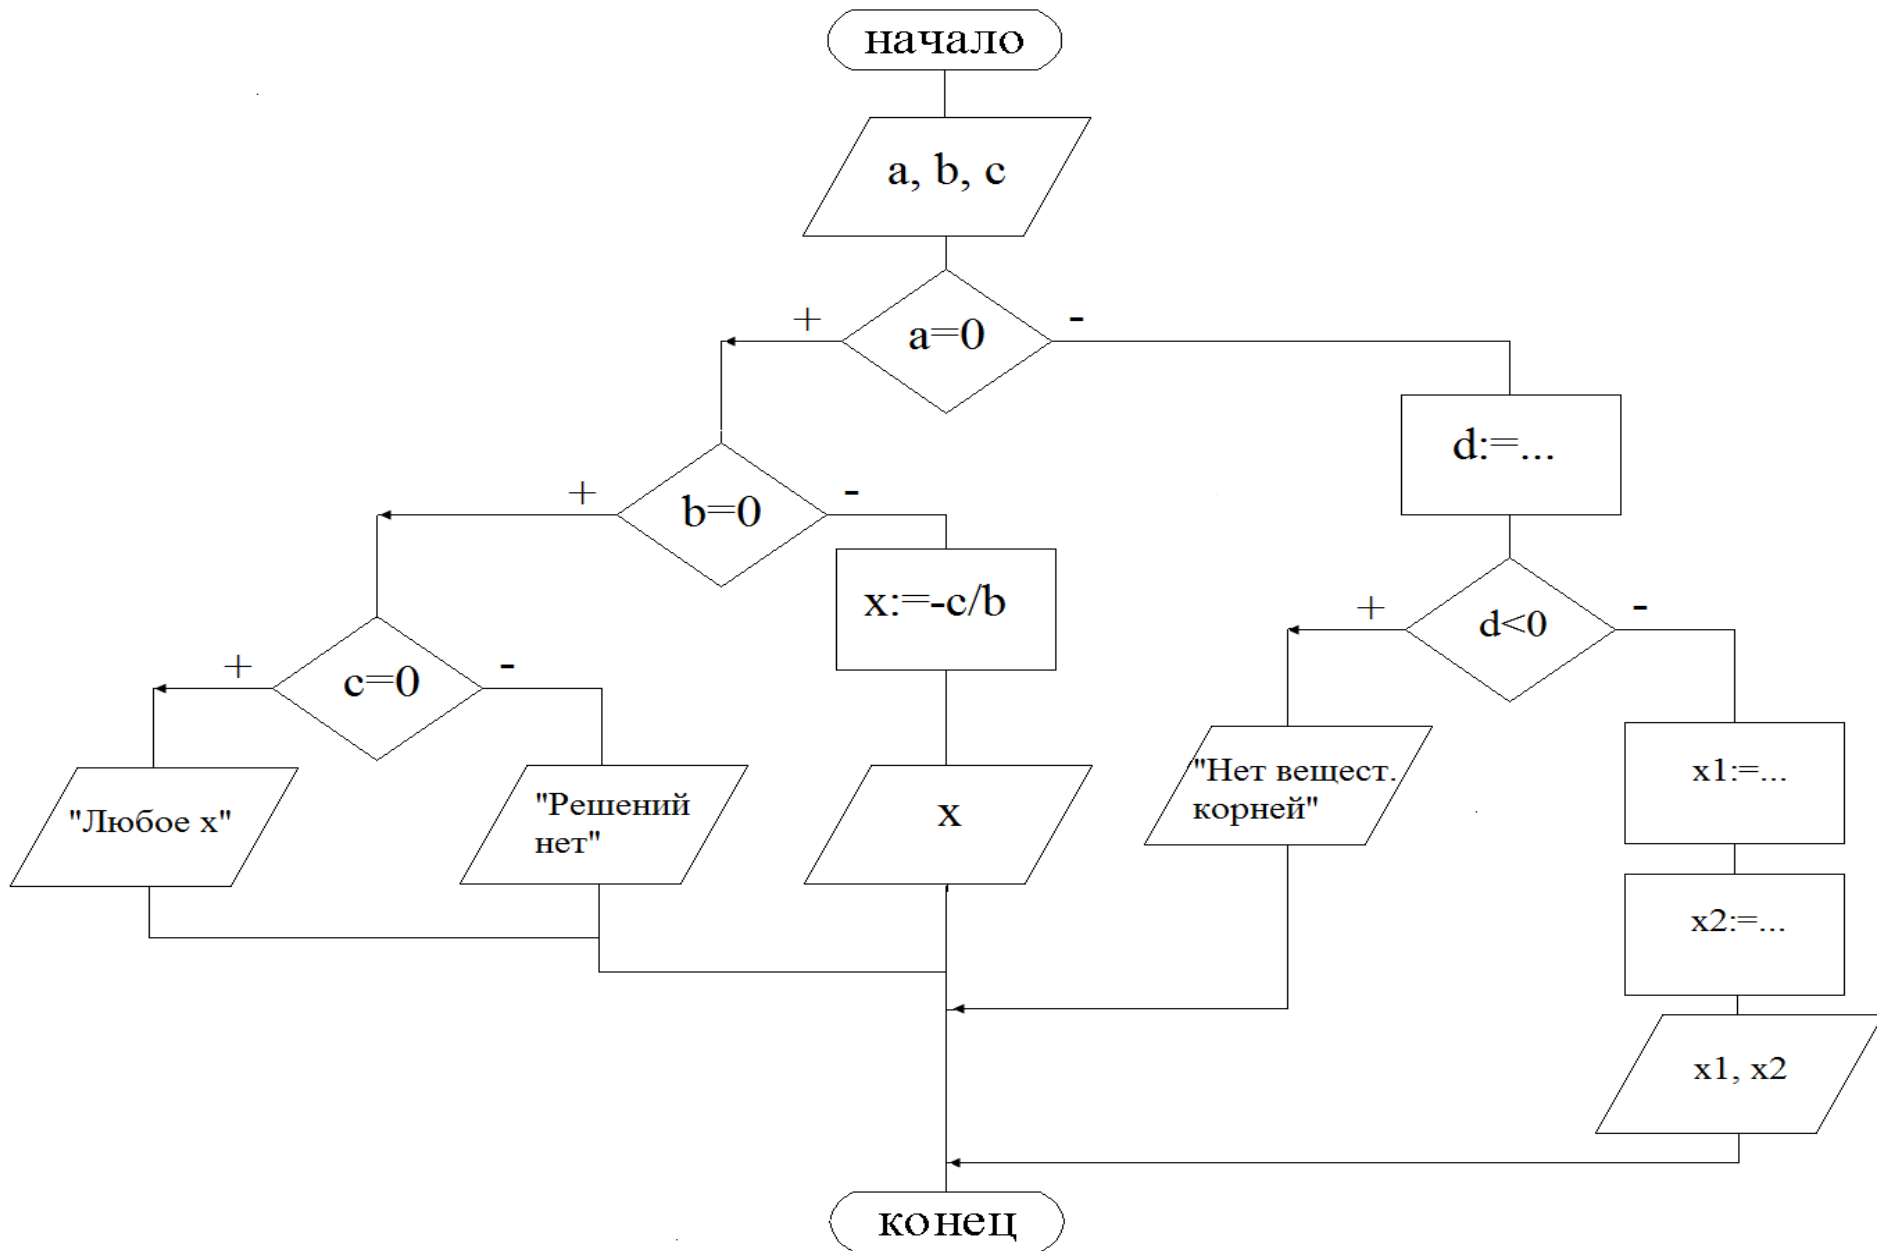 начало
a, b, c
+
-
a=0
d:=...
+
-
b=0
x:=-c/b
+
-
d<0
+
-
c=0
"Любое x"
"Решений
нет"
x
"Нет вещест.
корней"
x1:=...
x2:=...
x1, x2
конец